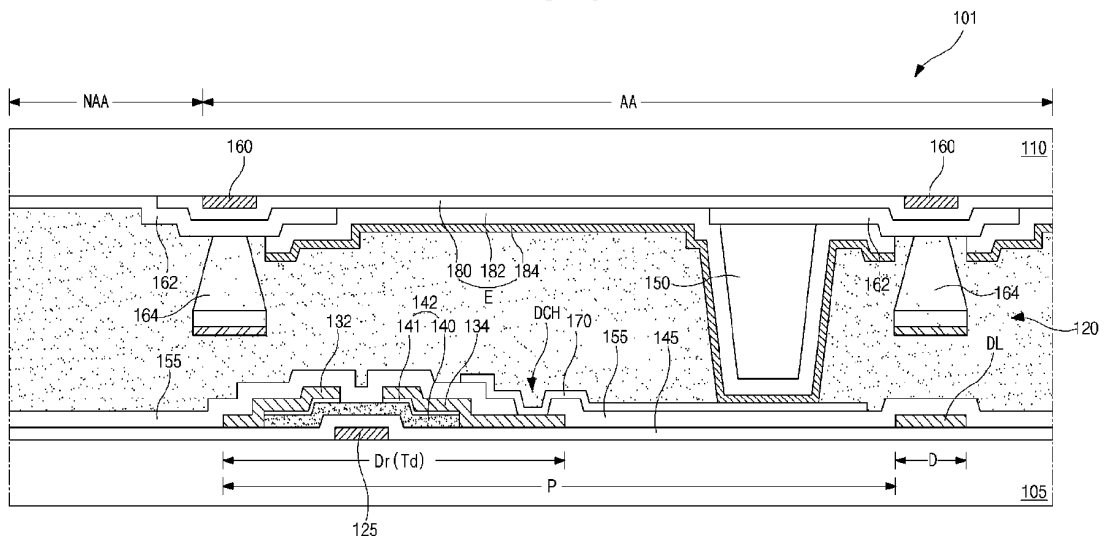 101
NAA AA
160 160 110
162 180 182 184 150 162 164
164 E 120
142
155 132 141 140 134 DCH 170 155 145 DL
Dr(Td) D
P
125 105